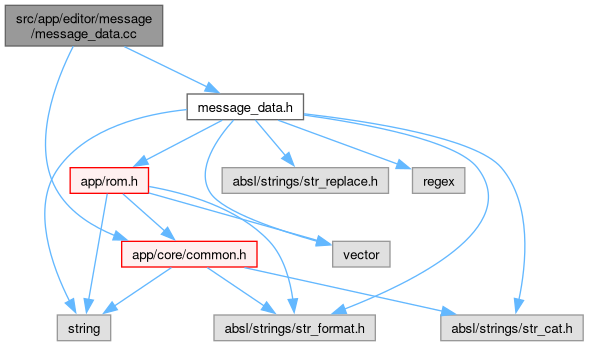 src/app/editor/message
/message_data.cc
message_data.h
app/rom.h
absl/strings/str_replace.h
regex
app/core/common.h
vector
string
absl/strings/str_format.h
absl/strings/str_cat.h